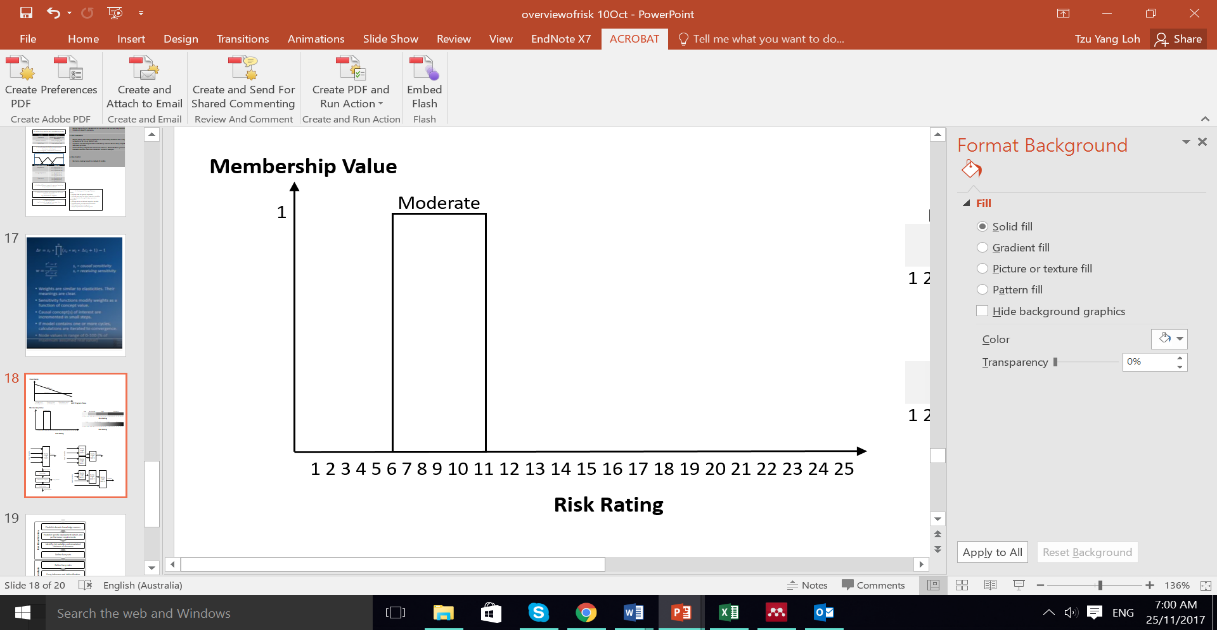 overviewofrisk 10Oct - PowerPoint
File Home Insert Design Transitions Animations Slide Show Review View EndNote X7 ACROBAT Tell me what you want to do... Tzu Yang Loh Share
Create Preferences Create and Create and Send For Create PDF and Embed
PDF Attach to Email Shared Commenting Run Action Flash
Create Adobe PDF Create and Email Review And Comment Create and Run Action Flash
Format Background
Membership Value
Moderate
1
Fill
Solid fill
Gradient fill
Picture or texture fill
Pattern fill
Hide background graphics
Color
Transparency 0%
1 2
1 2
17
18
19
1 2 3 4 5 6 7 8 9 10 11 12 13 14 15 16 17 18 19 20 21 22 23 24 25
Risk Rating
Apply to All Reset Background
Slide 18 of 20 English (Australia) Notes Comments 136%
Search the web and Windows ENG 7:00 AM
25/11/2017